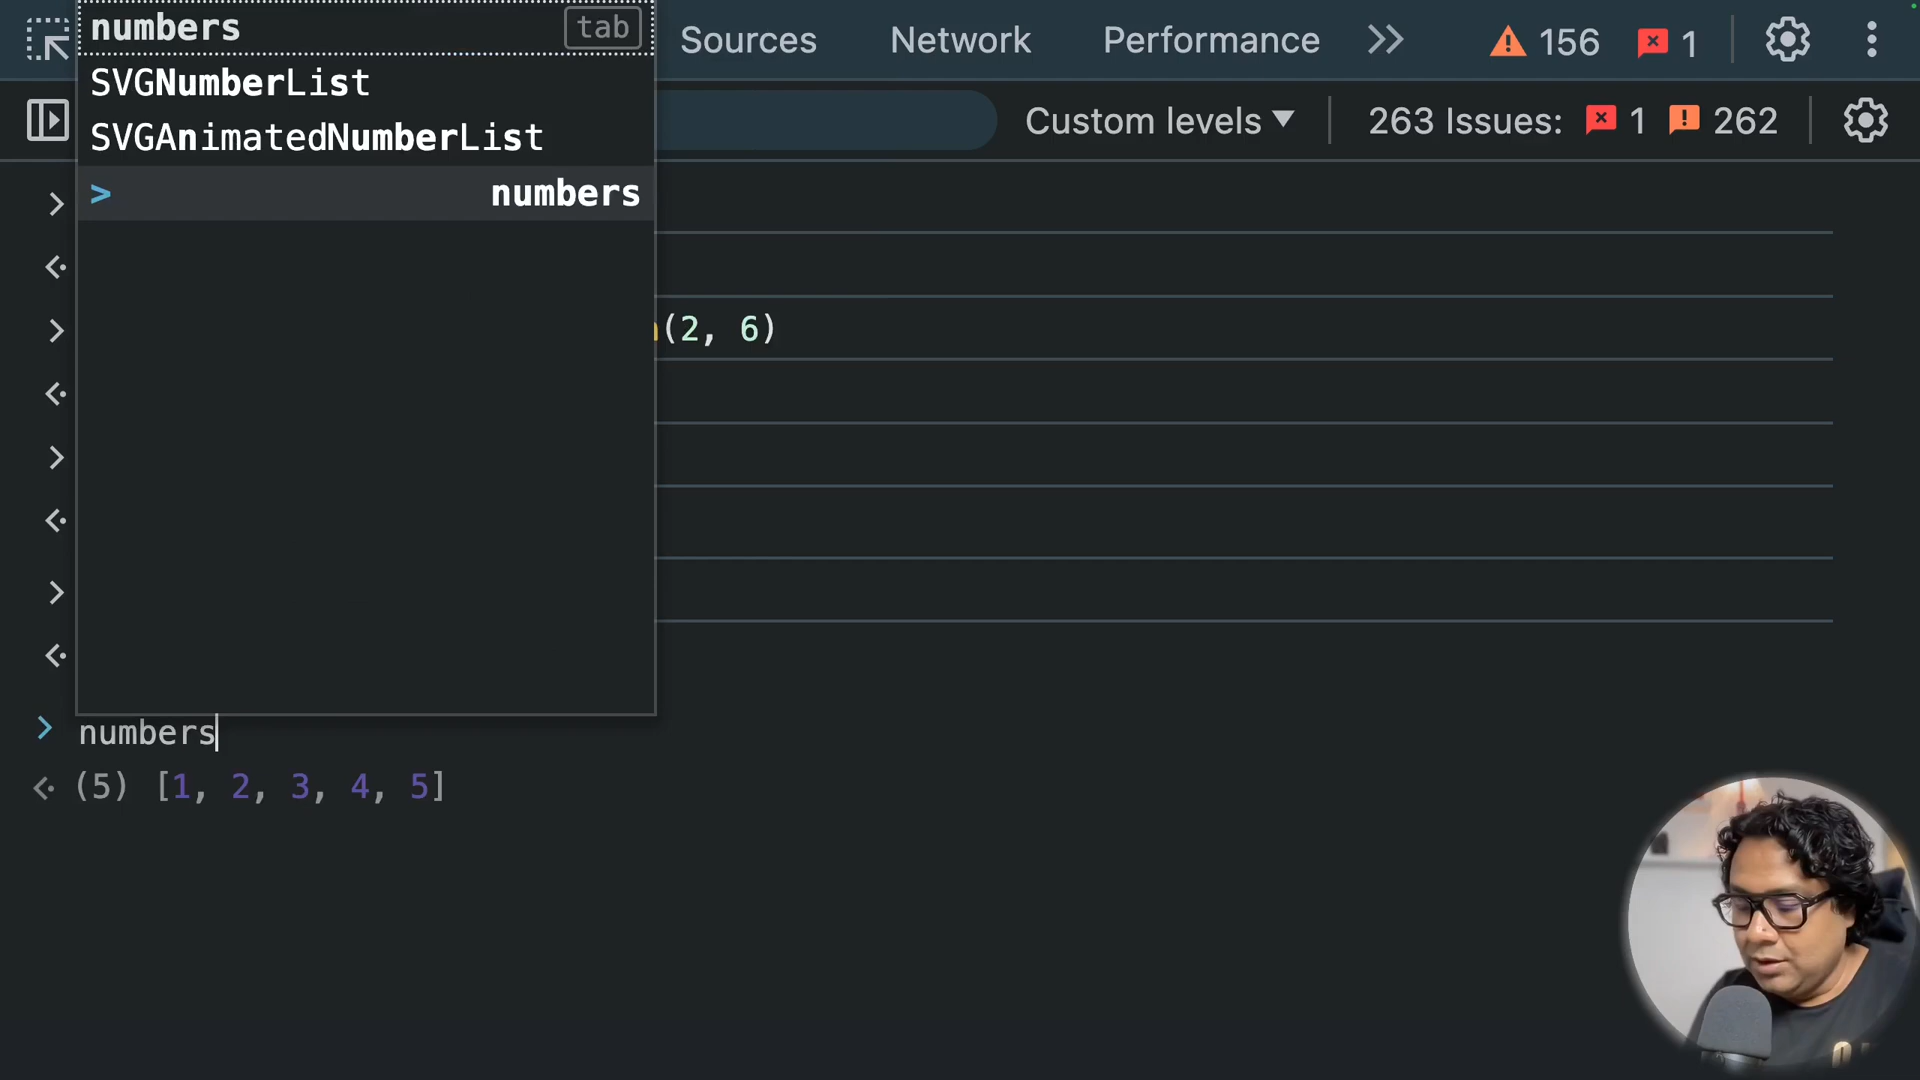 numbers tab
Sources Network Performance 156 1
SVGNumberList
SVGAnimatedNumberList
Custom levels 263 Issues: 1 262
> numbers
(2, 6)
numbers
(5) [1, 2, 3, 4, 5]